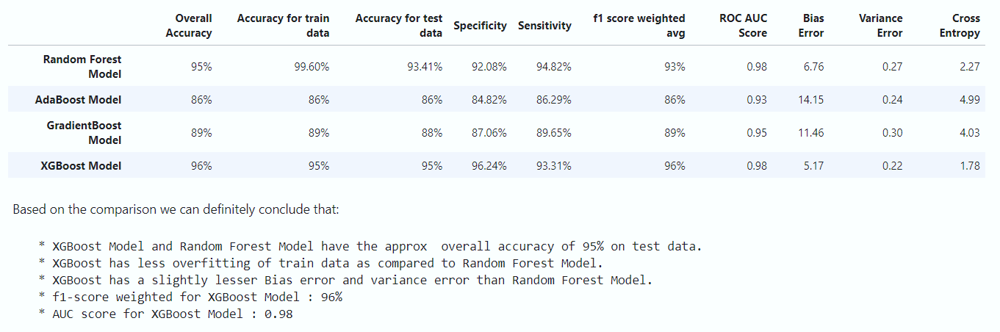 Overall Accuracy Accuracy for train data Accuracy for test data Specificity Sensitivity f1 score weighted avg ROC AUC Score Bias Error Variance Error Cross Entropy
Random Forest Model 95% 99.60% 93.41% 92.08% 94.82% 93% 0.98 6.76 0.27 2.27
AdaBoost Model 86% 86% 86% 84.82% 86.29% 86% 0.93 14.15 0.24 4.99
GradientBoost Model 89% 89% 88% 87.06% 89.65% 89% 0.95 11.46 0.30 4.03
XGBoost Model 96% 95% 95% 96.24% 93.31% 96% 0.98 5.17 0.22 1.78
Based on the comparison we can definitely conclude that:
* XGBoost Model and Random Forest Model have the approx  overall accuracy of 95% on test data.
* XGBoost has less overfitting of train data as compared to Random Forest Model.
* XGBoost has a slightly lesser Bias error and variance error than Random Forest Model.
* f1-score weighted for XGBoost Model : 96%
* AUC score for XGBoost Model : 0.98